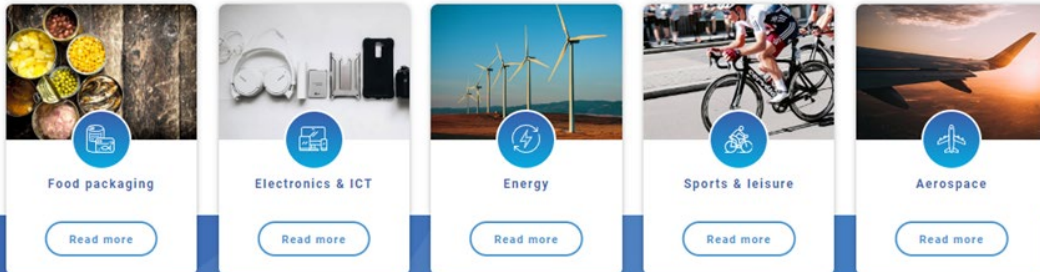 Food packaging
Electronics & ICT
Energy
Sports & leisure
Aerospace
Read more
Read more
Read more
Read more
Read more